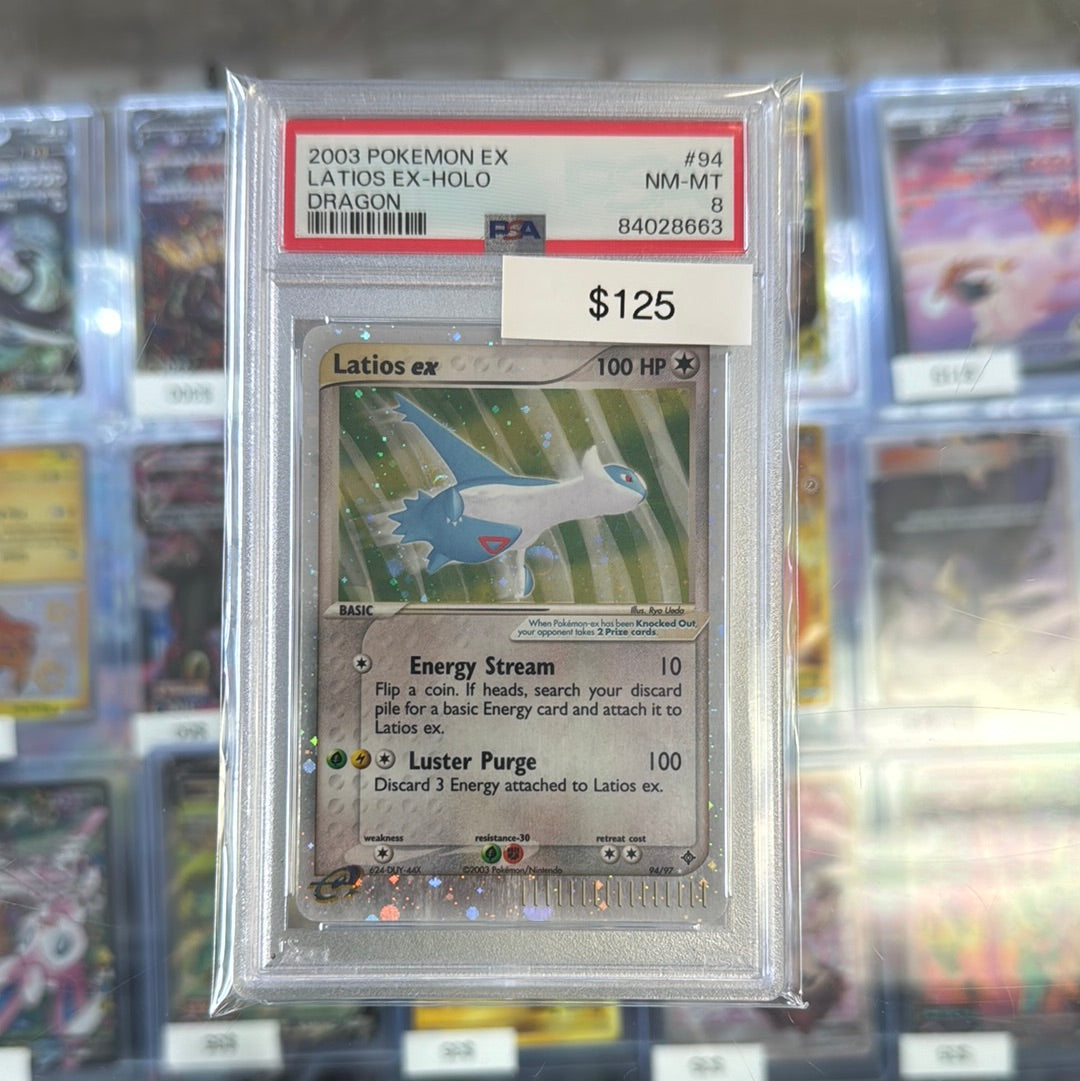 2003 POKEMON EX #94
LATIOS EX-HOLO NM-MT
DRAGON 8
PSA 84028663
$125
Latios ex 100 HP
BASIC Illus. Ryo Ueda
When Pokémon-ex has been Knocked Out,
your opponent takes 2 Prize cards.
Energy Stream 10
Flip a coin. If heads, search your discard
pile for a basic Energy card and attach it to
Latios ex.
Luster Purge 100
Discard 3 Energy attached to Latios ex.
weakness resistance-30 retreat cost
624 DUY-44X ©2003 Pokémon/Nintendo 94/97